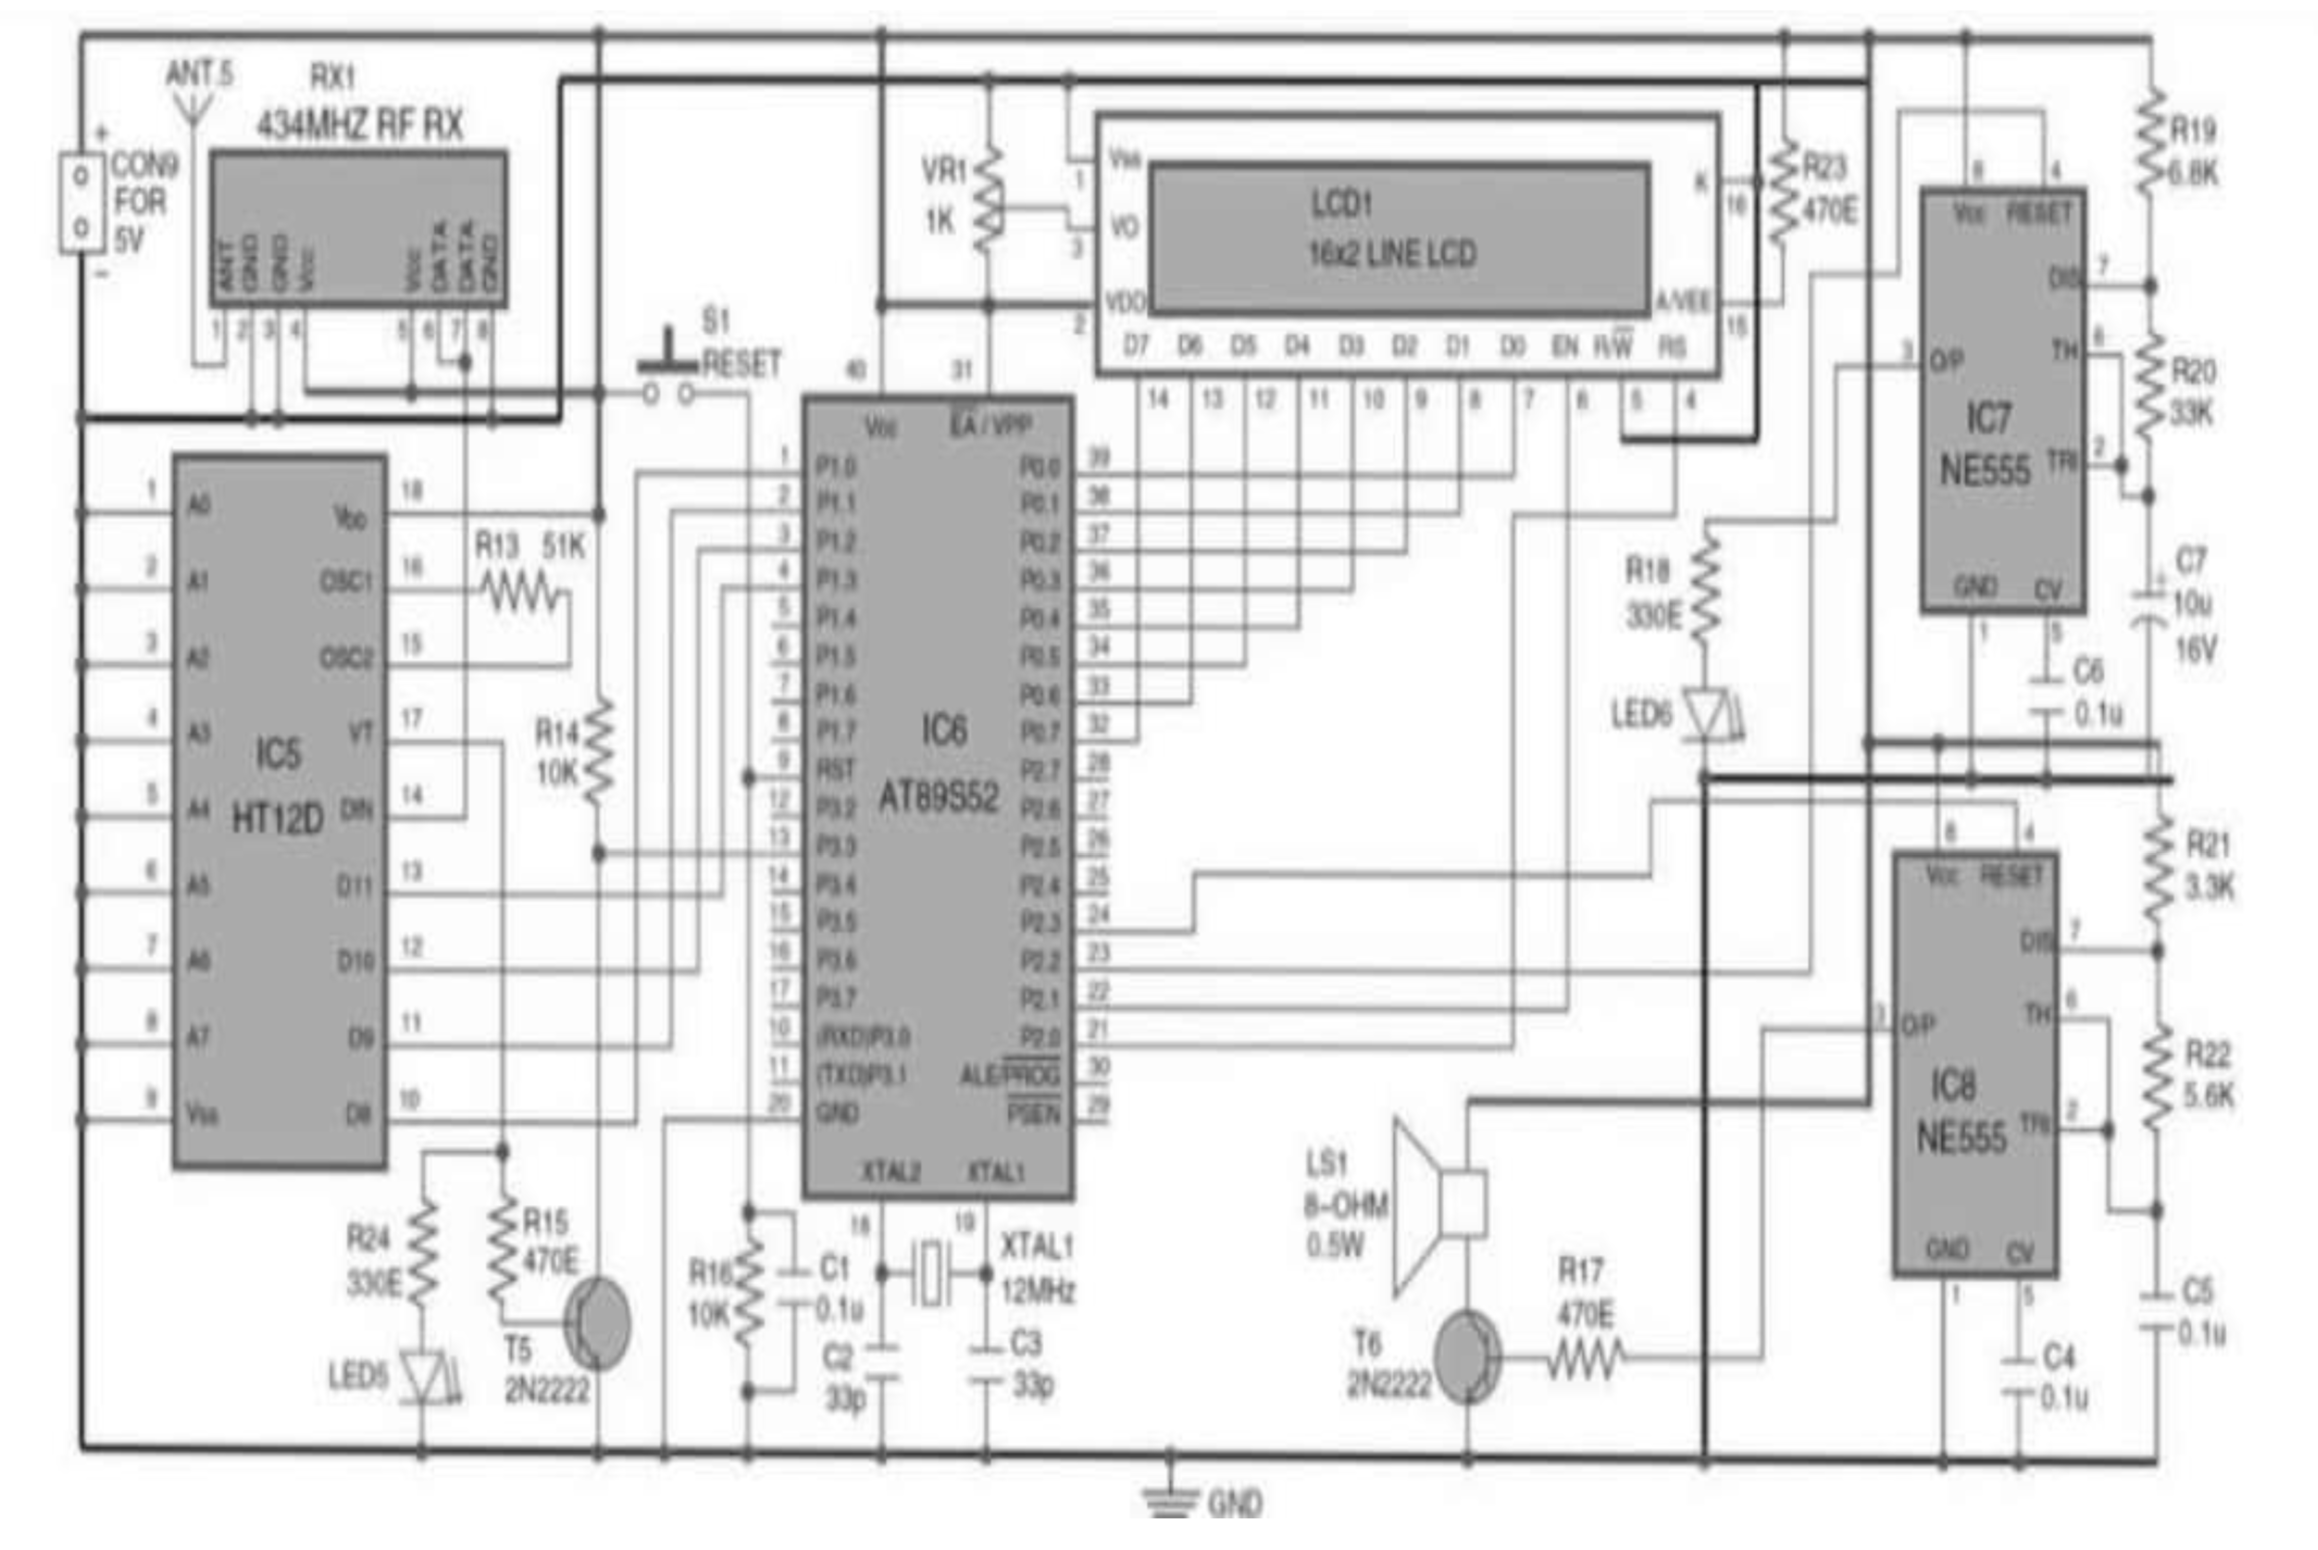 ANT.5
RX1
434MHZ RF RX
+
CON9
FOR
5V
-
ANT
GND
GND
Vcc
Vcc
DATA
DATA
GND
1 2 3 4 5 6 7 8
S1
RESET
VR1
1K
LCD1
16x2 LINE LCD
Vss
1
VO
3
VDD
2
K
16
A/VEE
15
D7 D6 D5 D4 D3 D2 D1 D0 EN R/W RS
14 13 12 11 10 9 8 7 6 5 4
R23
470E
R19
6.8K
R20
33K
C7
10u
16V
+
8 4
Vcc RESET
DIS 7
TH 6
3 O/P
IC7
NE555
TRI 2
GND CV
1 5
C6
0.1u
R18
330E
LED6
IC5
HT12D
1 A0
2 A1
3 A2
4 A3
5 A4
6 A5
7 A6
8 A7
9 Vss
VDD 18
OSC1 16
OSC2 15
VT 17
DIN 14
D11 13
D10 12
D9 11
D8 10
R13 51K
R14
10K
40 31
Vcc EA / VPP
IC6
AT89S52
1 P1.0
2 P1.1
3 P1.2
4 P1.3
5 P1.4
6 P1.5
7 P1.6
8 P1.7
9 RST
12 P3.2
13 P3.3
14 P3.4
15 P3.5
16 P3.6
17 P3.7
10 (RXD)P3.0
11 (TXD)P3.1
20 GND
P0.0 39
P0.1 38
P0.2 37
P0.3 36
P0.4 35
P0.5 34
P0.6 33
P0.7 32
P2.7 28
P2.6 27
P2.5 26
P2.4 25
P2.3 24
P2.2 23
P2.1 22
P2.0 21
ALE/PROG 30
PSEN 29
XTAL2 XTAL1
18 19
XTAL1
12MHz
R24
330E
R15
470E
LED5
T5
2N2222
R16
10K
C1
0.1u
C2
33p
C3
33p
LS1
8-OHM
0.5W
T6
2N2222
R17
470E
8 4
Vcc RESET
DIS 7
TH 6
3 O/P
IC8
NE555
TRI 2
GND CV
1 5
R21
3.3K
R22
5.6K
C5
0.1u
C4
0.1u
GND